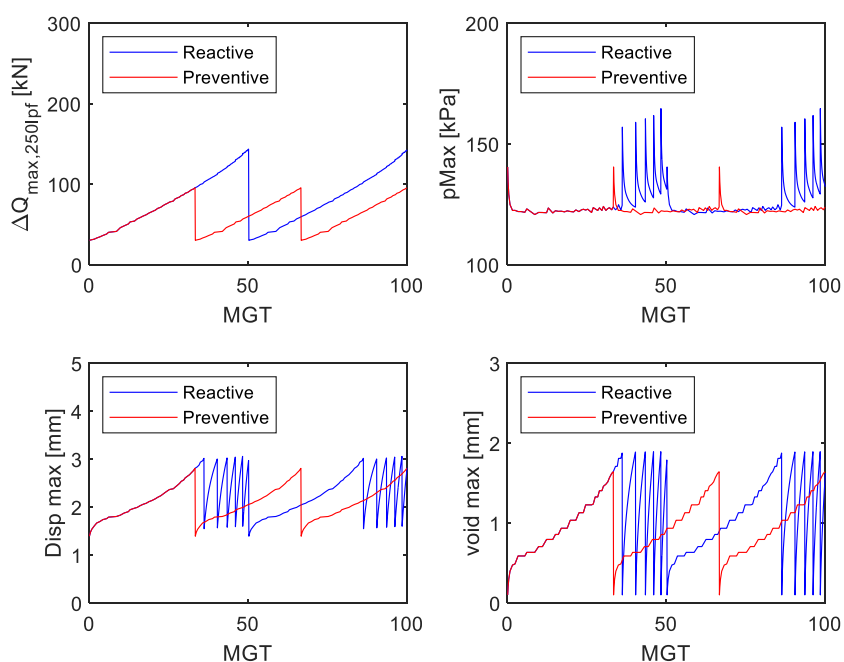 ΔQmax,250lpf [kN]
300
200
100
0
Reactive
Preventive
0 50 100
MGT
pMax [kPa]
200
150
100
Reactive
Preventive
0 50 100
MGT
Disp max [mm]
5
4
3
2
1
0
Reactive
Preventive
0 50 100
MGT
void max [mm]
3
2
1
0
Reactive
Preventive
0 50 100
MGT